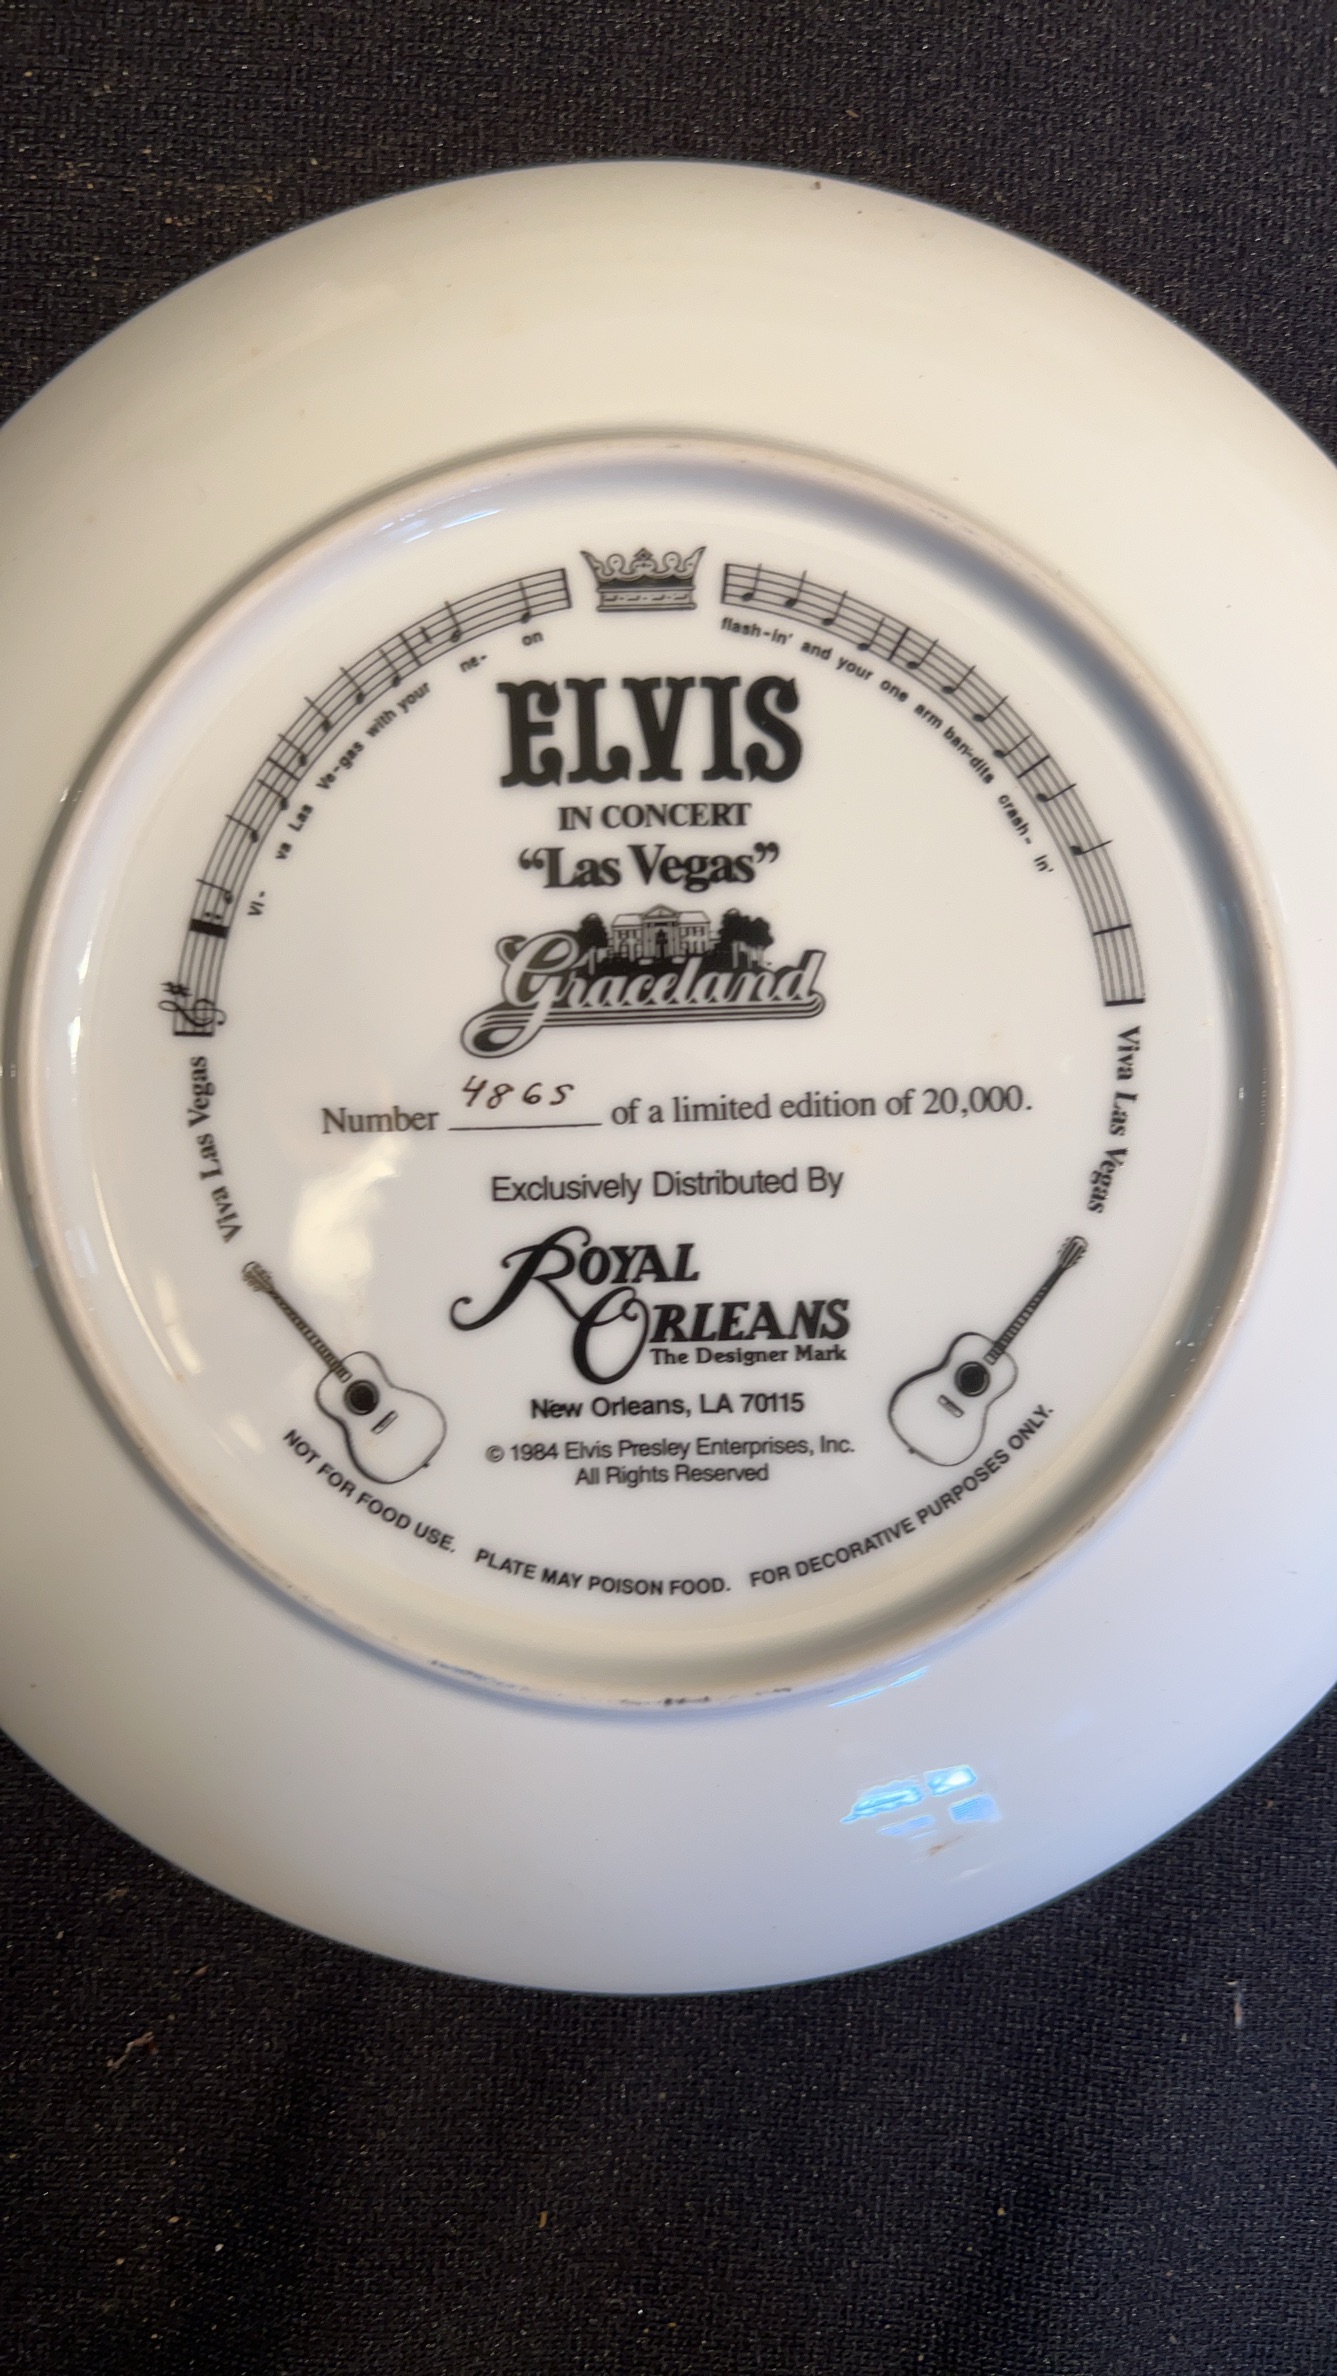 Vi- va Las Ve-gas with your ne- on
flash-in' and your one arm ban-dits crash- in'
ELVIS
IN CONCERT
“Las Vegas”
Graceland
Number 4865 of a limited edition of 20,000.
Viva Las Vegas
Viva Las Vegas
Exclusively Distributed By
ROYAL
ORLEANS
The Designer Mark
New Orleans, LA 70115
© 1984 Elvis Presley Enterprises, Inc.
All Rights Reserved
NOT FOR FOOD USE. PLATE MAY POISON FOOD. FOR DECORATIVE PURPOSES ONLY.